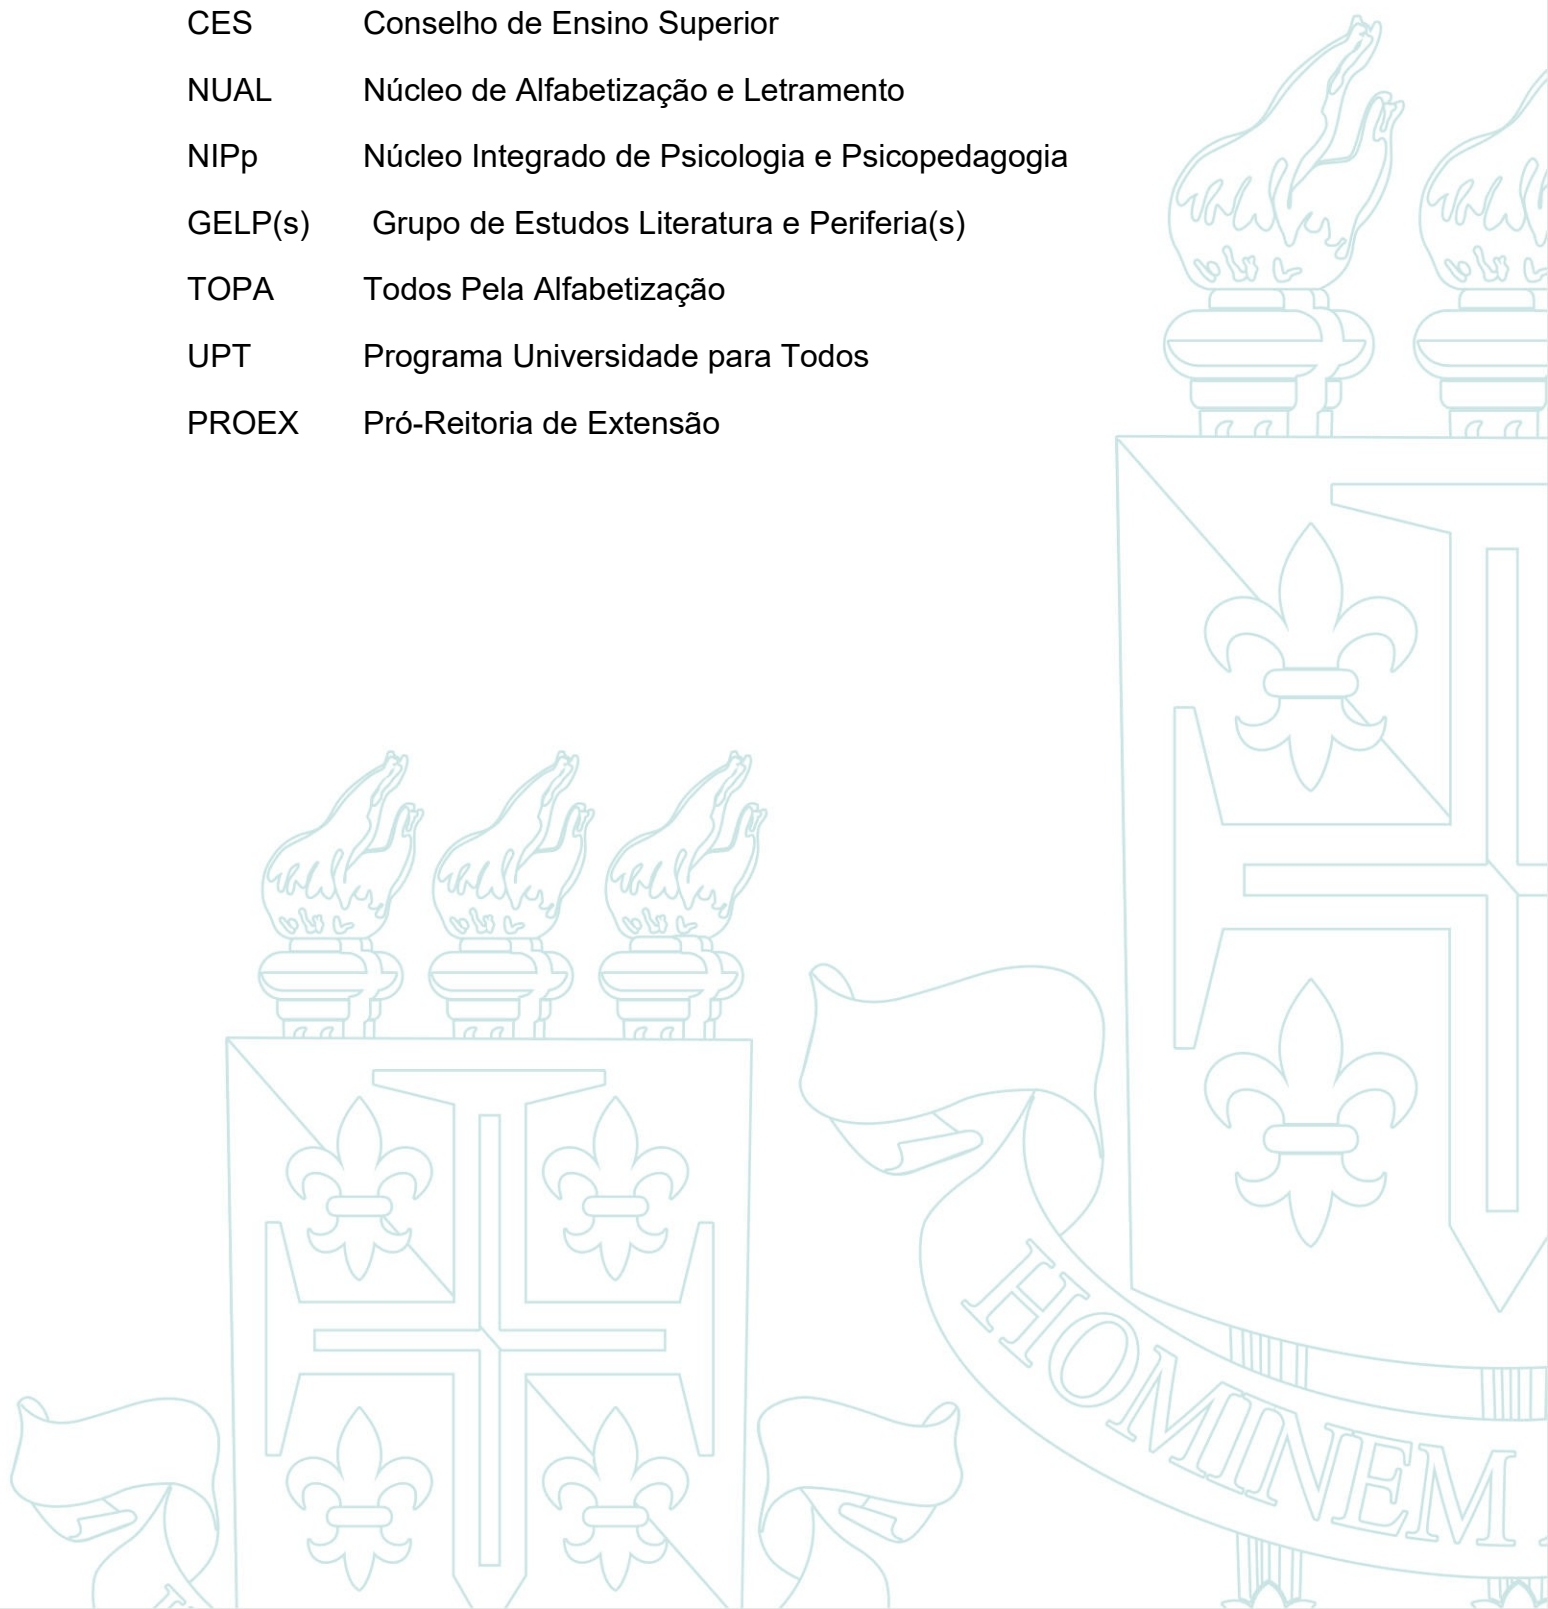 CES Conselho de Ensino Superior
NUAL Núcleo de Alfabetização e Letramento
NIPp Núcleo Integrado de Psicologia e Psicopedagogia
GELP(s) Grupo de Estudos Literatura e Periferia(s)
TOPA Todos Pela Alfabetização
UPT Programa Universidade para Todos
PROEX Pró-Reitoria de Extensão
HOMINEM